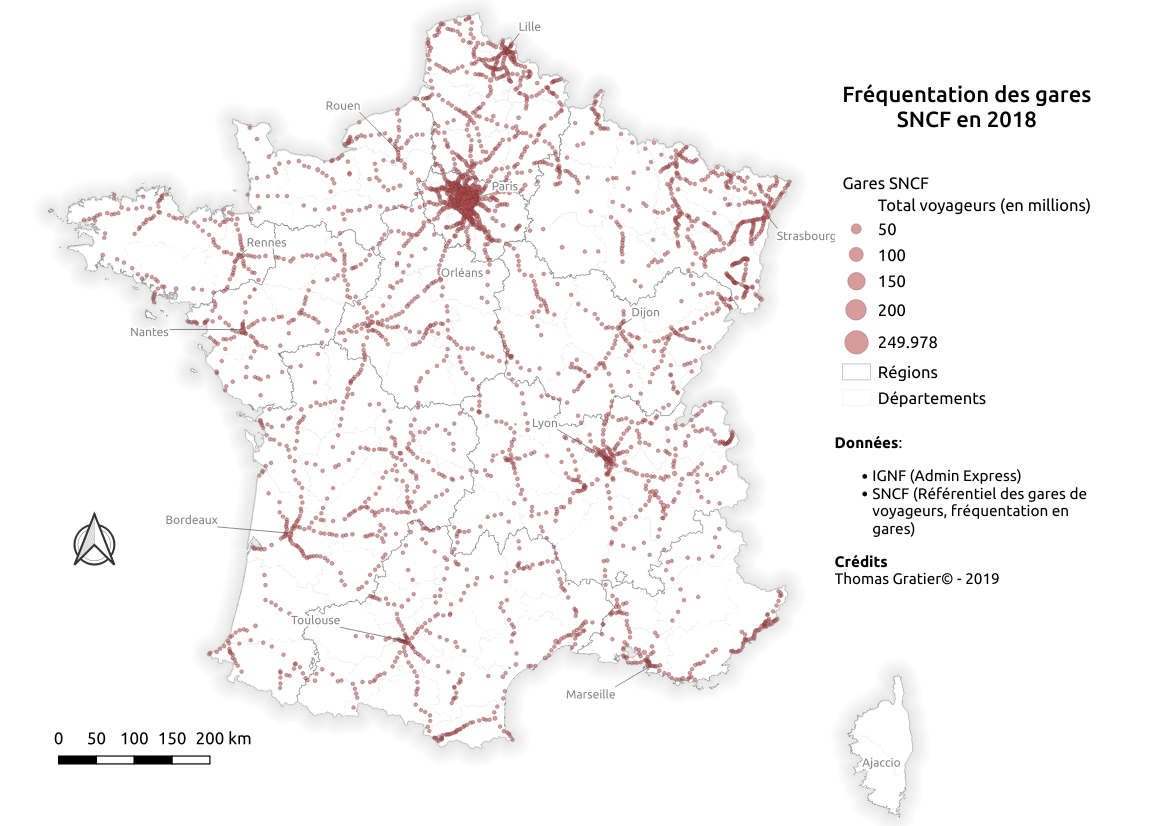 Lille
Rouen
Paris
Strasbourg
Rennes
Orléans
Dijon
Nantes
Lyon
Bordeaux
Toulouse
Marseille
Ajaccio
0 50 100 150 200 km
Fréquentation des gares
SNCF en 2018
Gares SNCF
Total voyageurs (en millions)
50
100
150
200
249.978
Régions
Départements
Données:
• IGNF (Admin Express)
• SNCF (Référentiel des gares de
voyageurs, fréquentation en
gares)
Crédits
Thomas Gratier© - 2019